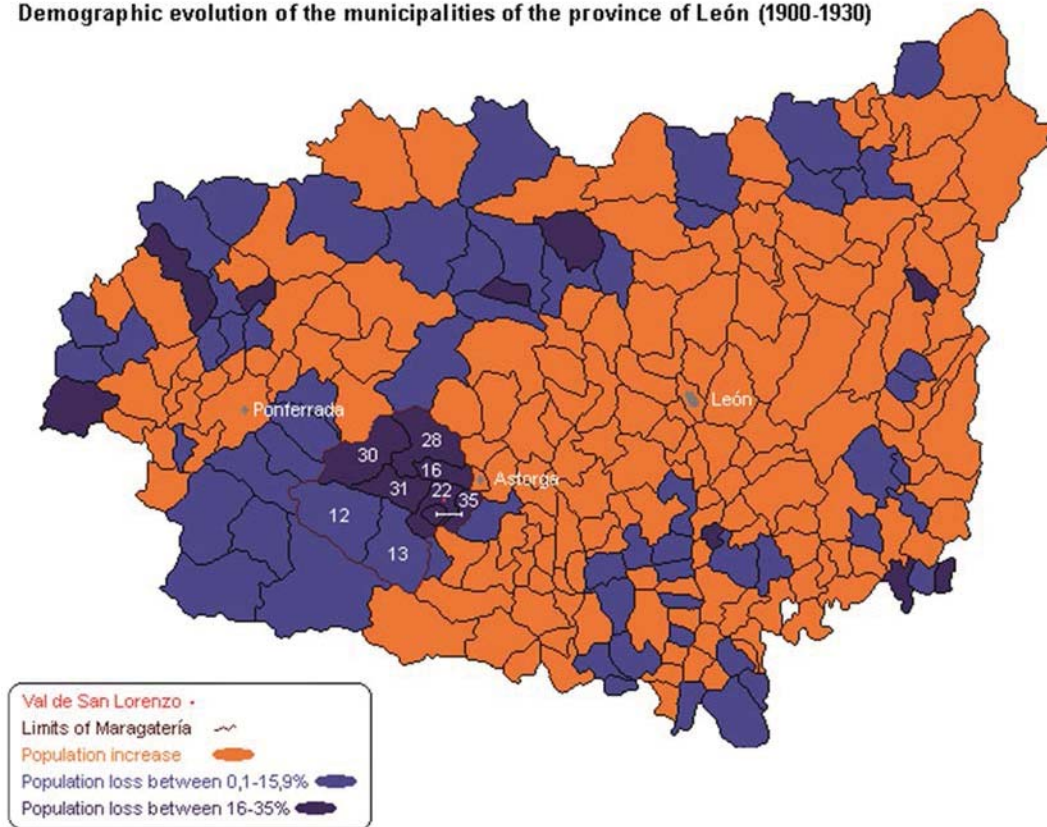 Demographic evolution of the municipalities of the province of León (1900-1930)
León
Ponferrada
28
30
16
Astorga
31
22
35
12
13
Val de San Lorenzo
Limits of Maragatería
Population increase
Population loss between 0,1-15,9%
Population loss between 16-35%